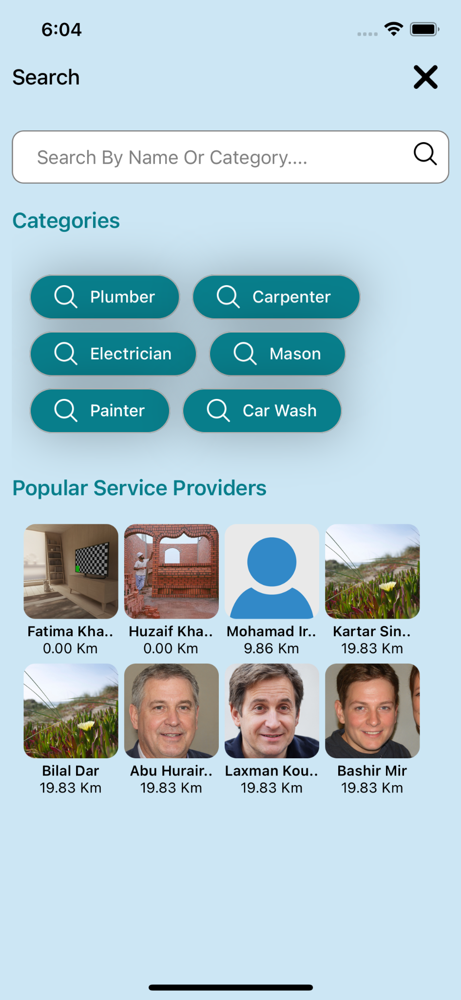 6:04
Search
Search By Name Or Category....
Categories
Plumber
Carpenter
Electrician
Mason
Painter
Car Wash
Popular Service Providers
Fatima Kha..
0.00 Km
Huzaif Kha..
0.00 Km
Mohamad Ir..
9.86 Km
Kartar Sin..
19.83 Km
Bilal Dar
19.83 Km
Abu Hurair..
19.83 Km
Laxman Kou..
19.83 Km
Bashir Mir
19.83 Km